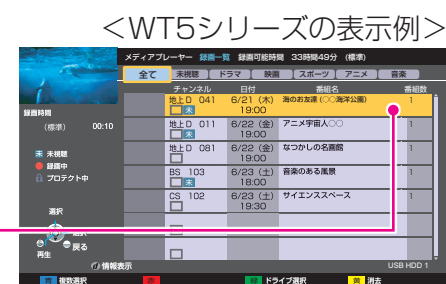 ＜WT5シリーズの表示例＞
メディアプレーヤー 録画一覧 録画可能時間 33時間49分 (標準)
全て 未視聴 ドラマ 映画 スポーツ アニメ 音楽
チャンネル 日付 番組名 番組数
地上D 041 6/21 (木) 海のお友達 (○○海洋公園) 1
未 19:00
録画時間
(標準) 00:10
地上D 011 6/22 (金) アニメ宇宙人○○ 1
未 19:00
地上D 081 6/22 (金) なつかしの名画館 1
19:00
未 未視聴
録画中
プロテクト中
BS 103 6/23 (土) 音楽のある風景 1
未 18:00
CS 102 6/23 (土) サイエンススペース 1
19:30
選択
選択
戻る
再生
情報表示
USB HDD 1
青 複数選択 赤 緑 ドライブ選択 黄 消去